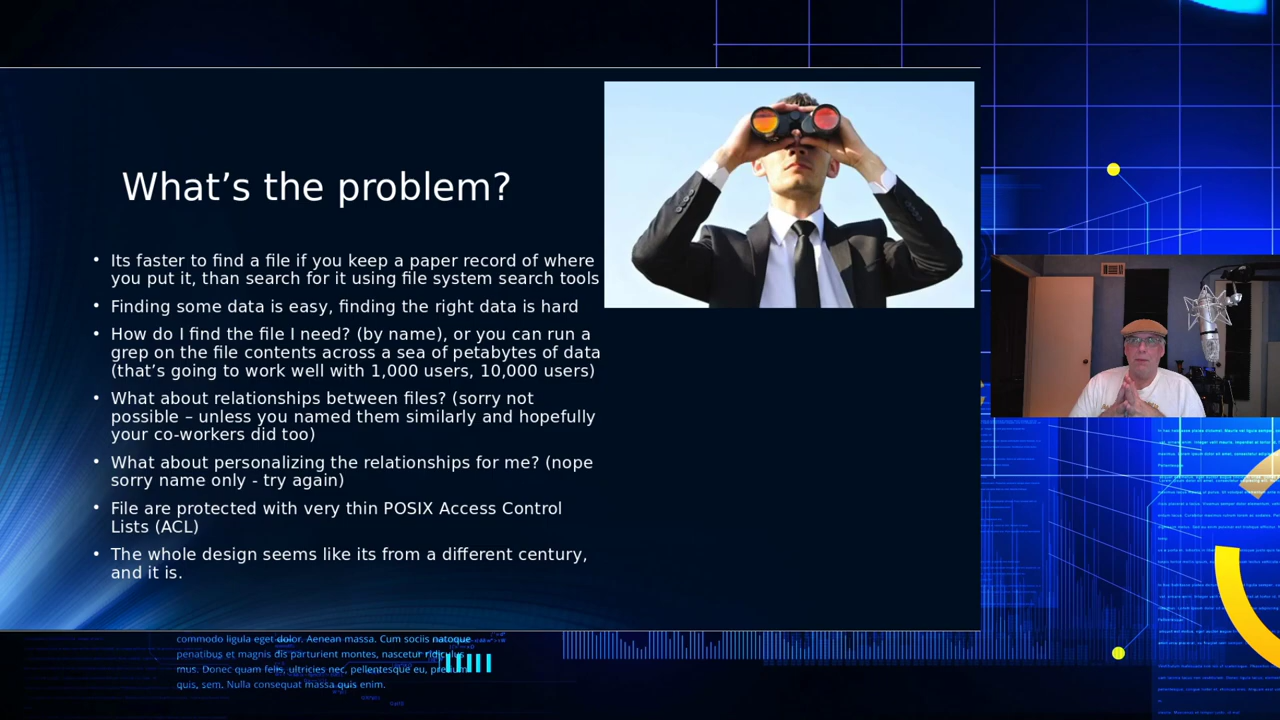 What’s the problem?
• Its faster to find a file if you keep a paper record of where
you put it, than search for it using file system search tools
• Finding some data is easy, finding the right data is hard
• How do I find the file I need? (by name), or you can run a
grep on the file contents across a sea of petabytes of data
(that’s going to work well with 1,000 users, 10,000 users)
• What about relationships between files? (sorry not
possible – unless you named them similarly and hopefully
your co-workers did too)
• What about personalizing the relationships for me? (nope
sorry name only - try again)
• File are protected with very thin POSIX Access Control
Lists (ACL)
• The whole design seems like its from a different century,
and it is.
commodo ligula eget dolor. Aenean massa. Cum sociis natoque
penatibus et magnis dis parturient montes, nascetur ridiculus
mus. Donec quam felis, ultricies nec, pellentesque eu, pretium
quis, sem. Nulla consequat massa quis enim.